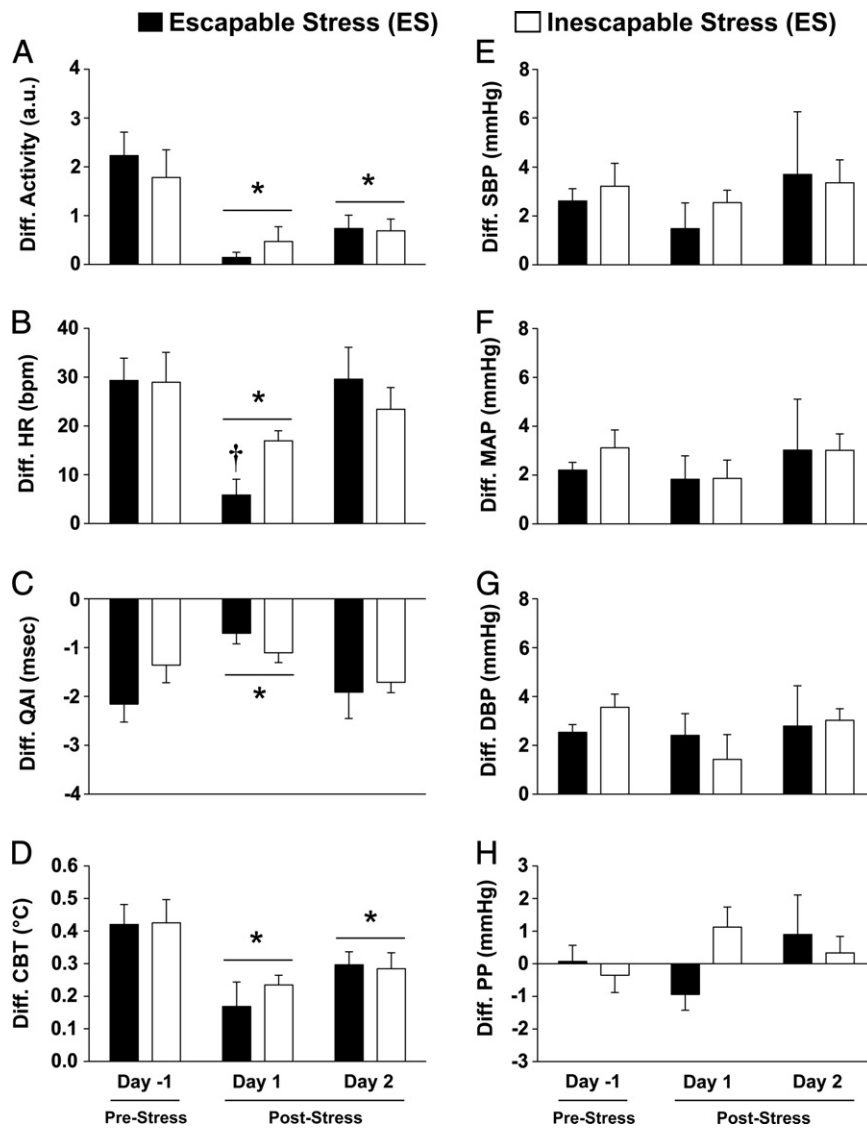 Escapable Stress (ES)
Inescapable Stress (ES)
A
Diff. Activity (a.u.)
4
3
2
1
0
*
*
B
Diff. HR (bpm)
40
30
20
10
0
†
*
C
Diff. QAI (msec)
0
-1
-2
-3
-4
*
D
Diff. CBT (°C)
0.6
0.5
0.4
0.3
0.2
0.1
0.0
*
*
Day -1
Day 1
Day 2
Pre-Stress
Post-Stress
E
Diff. SBP (mmHg)
8
6
4
2
0
F
Diff. MAP (mmHg)
8
6
4
2
0
G
Diff. DBP (mmHg)
8
6
4
2
0
H
Diff. PP (mmHg)
3
2
1
0
-1
-2
-3
Day -1
Day 1
Day 2
Pre-Stress
Post-Stress